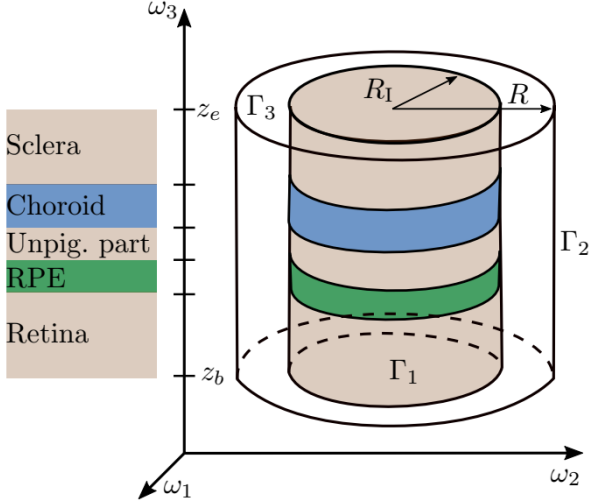 ω₃
R_I
R
z_e
Γ₃
Sclera
Choroid
Γ₂
Unpig. part
RPE
Retina
z_b
Γ₁
ω₁
ω₂